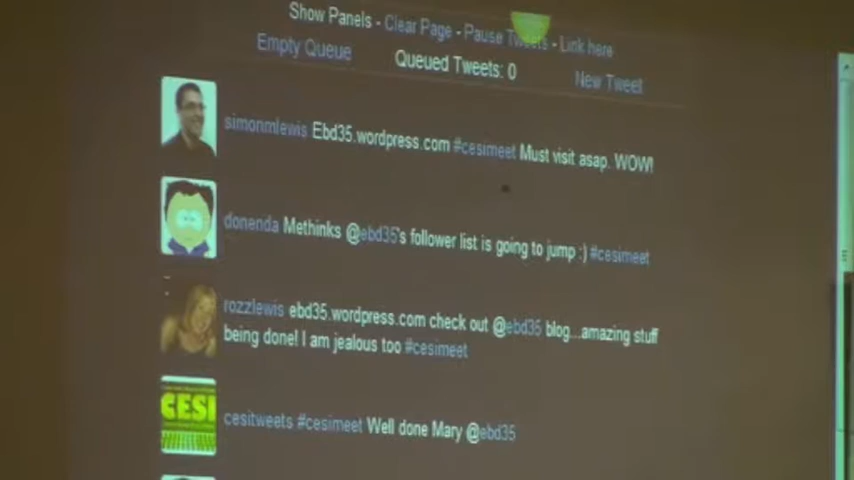 Show Panels - Clear Page - Pause Tweets - Link here
Empty Queue Queued Tweets: 0 New Tweet
simonmlewis Ebd35.wordpress.com #cesimeet Must visit asap. WOW!
donenda Methinks @ebd35's follower list is going to jump :) #cesimeet
rozzlewis ebd35.wordpress.com check out @ebd35 blog...amazing stuff
being done! I am jealous too #cesimeet
CESI
cesitweets #cesimeet Well done Mary @ebd35